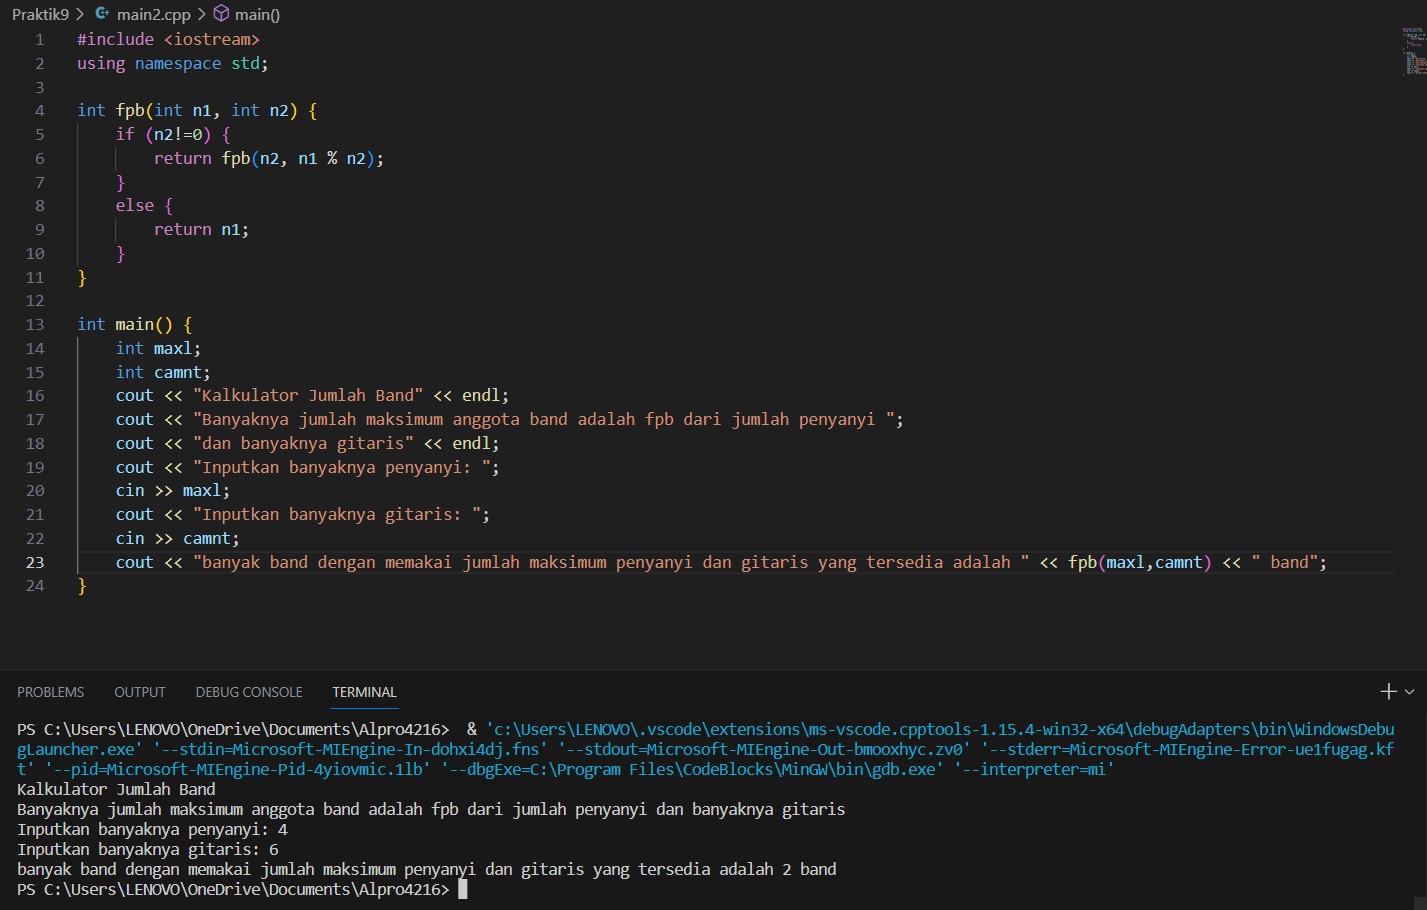 Praktik9 > main2.cpp > main()
1 #include <iostream>
2 using namespace std;
3
4 int fpb(int n1, int n2) {
5     if (n2!=0) {
6         return fpb(n2, n1 % n2);
7     }
8     else {
9         return n1;
10     }
11 }
12
13 int main() {
14     int maxl;
15     int camnt;
16     cout << "Kalkulator Jumlah Band" << endl;
17     cout << "Banyaknya jumlah maksimum anggota band adalah fpb dari jumlah penyanyi ";
18     cout << "dan banyaknya gitaris" << endl;
19     cout << "Inputkan banyaknya penyanyi: ";
20     cin >> maxl;
21     cout << "Inputkan banyaknya gitaris: ";
22     cin >> camnt;
23     cout << "banyak band dengan memakai jumlah maksimum penyanyi dan gitaris yang tersedia adalah " << fpb(maxl,camnt) << " band";
24 }
PROBLEMS OUTPUT DEBUG CONSOLE TERMINAL
PS C:\Users\LENOVO\OneDrive\Documents\Alpro4216>  & 'c:\Users\LENOVO\.vscode\extensions\ms-vscode.cpptools-1.15.4-win32-x64\debugAdapters\bin\WindowsDebu
gLauncher.exe' '--stdin=Microsoft-MIEngine-In-dohxi4dj.fns' '--stdout=Microsoft-MIEngine-Out-bmooxhyc.zv0' '--stderr=Microsoft-MIEngine-Error-ue1fugag.kf
t' '--pid=Microsoft-MIEngine-Pid-4yiovmic.1lb' '--dbgExe=C:\Program Files\CodeBlocks\MinGW\bin\gdb.exe' '--interpreter=mi'
Kalkulator Jumlah Band
Banyaknya jumlah maksimum anggota band adalah fpb dari jumlah penyanyi dan banyaknya gitaris
Inputkan banyaknya penyanyi: 4
Inputkan banyaknya gitaris: 6
banyak band dengan memakai jumlah maksimum penyanyi dan gitaris yang tersedia adalah 2 band
PS C:\Users\LENOVO\OneDrive\Documents\Alpro4216>